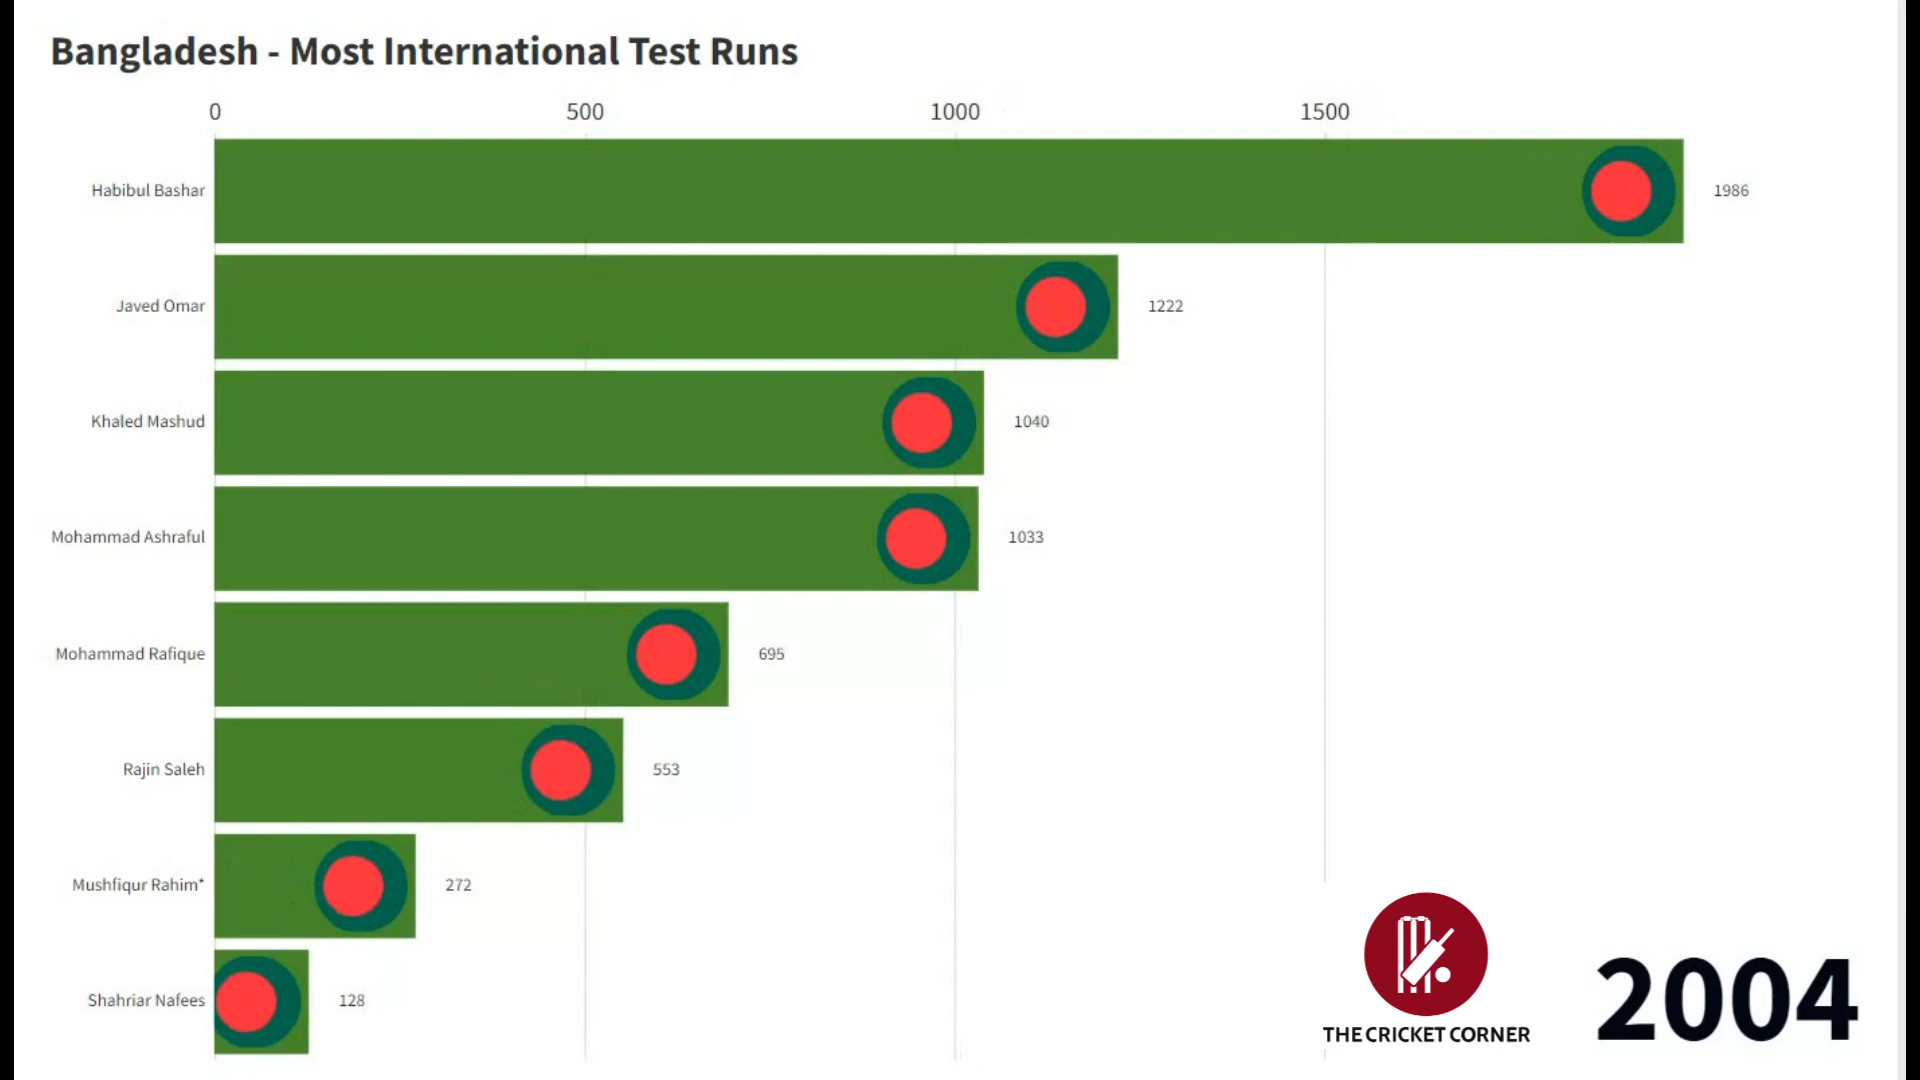 Bangladesh - Most International Test Runs
0 500 1000 1500
Habibul Bashar 1986
Javed Omar 1222
Khaled Mashud 1040
Mohammad Ashraful 1033
Mohammad Rafique 695
Rajin Saleh 553
Mushfiqur Rahim* 272
Shahriar Nafees 128
THE CRICKET CORNER
2004